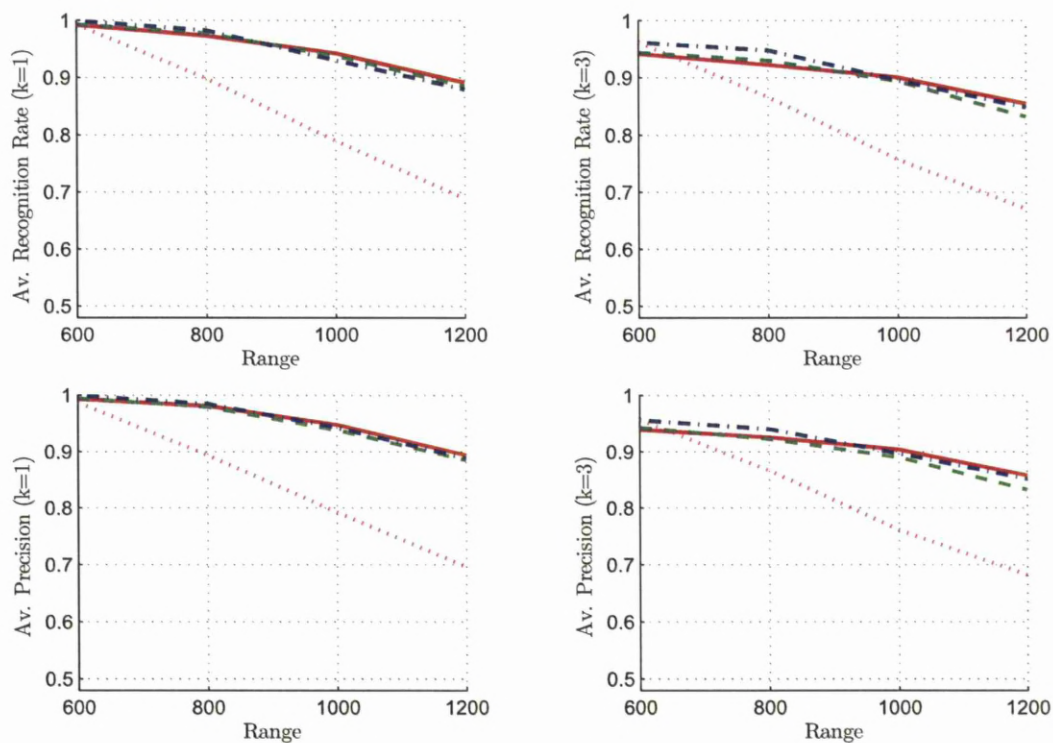 Av. Recognition Rate (k=1)
1
0.9
0.8
0.7
0.6
0.5
600 800 1000 1200
Range
Av. Recognition Rate (k=3)
1
0.9
0.8
0.7
0.6
0.5
600 800 1000 1200
Range
Av. Precision (k=1)
1
0.9
0.8
0.7
0.6
0.5
600 800 1000 1200
Range
Av. Precision (k=3)
1
0.9
0.8
0.7
0.6
0.5
600 800 1000 1200
Range